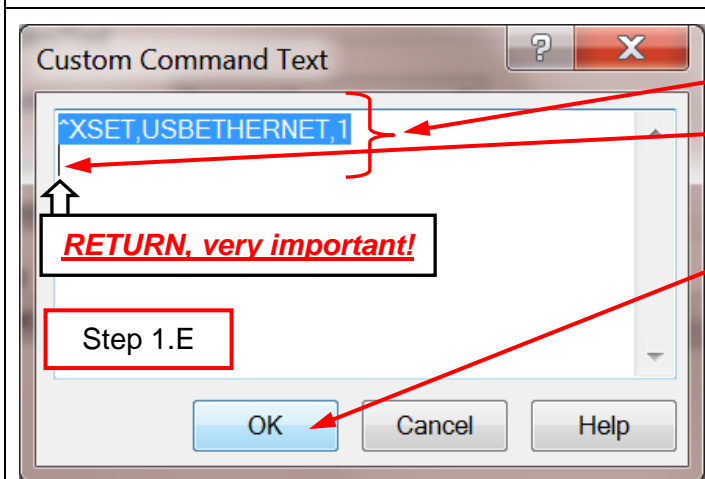 Custom Command Text
^XSET,USBETHERNET,1
RETURN, very important!
Step 1.E
OK Cancel Help